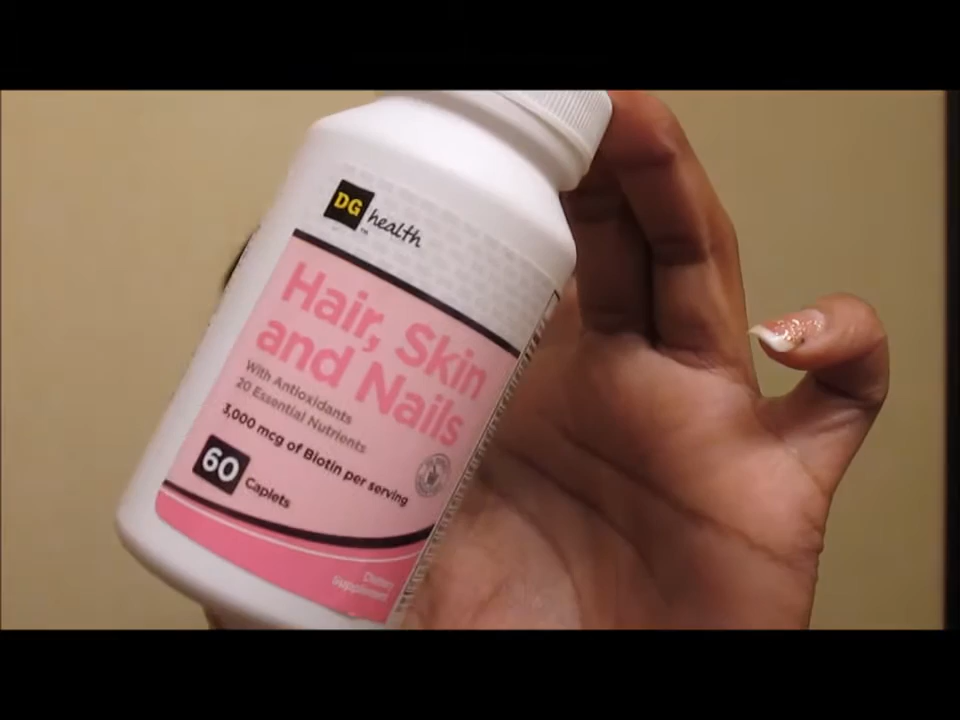 DG health
TM
Hair, Skin
and Nails
With Antioxidants
20 Essential Nutrients
3,000 mcg of Biotin per serving
60 Caplets
Dietary
Supplement